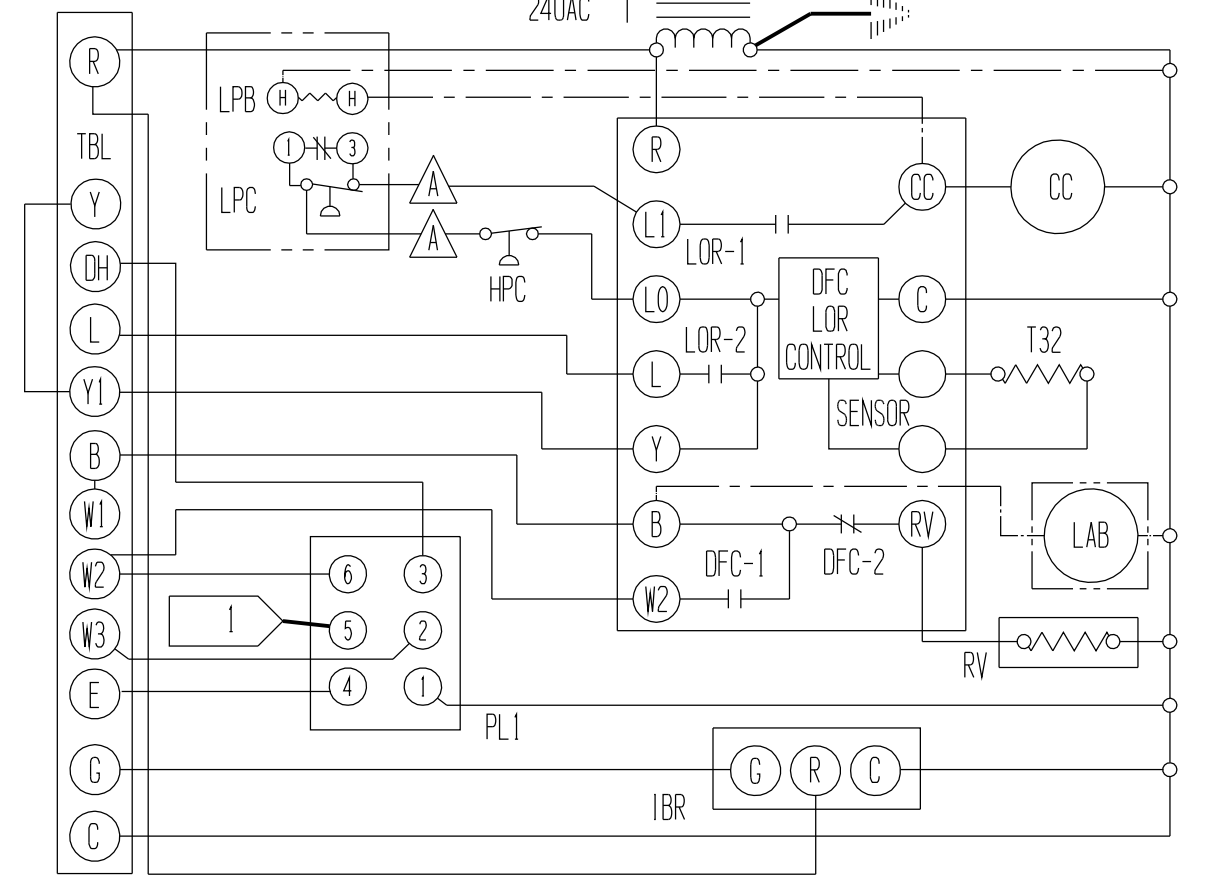 240AC
R
TBL
Y
DH
L
Y1
B
W1
W2
W3
E
G
C
LPB
H
H
1
3
LPC
A
A
HPC
R
L1
LO
L
Y
B
W2
LOR-1
LOR-2
DFC
LOR
CONTROL
SENSOR
DFC-1
DFC-2
CC
C
RV
CC
T32
LAB
RV
6
3
5
2
4
1
1
PL1
IBR
G
R
C